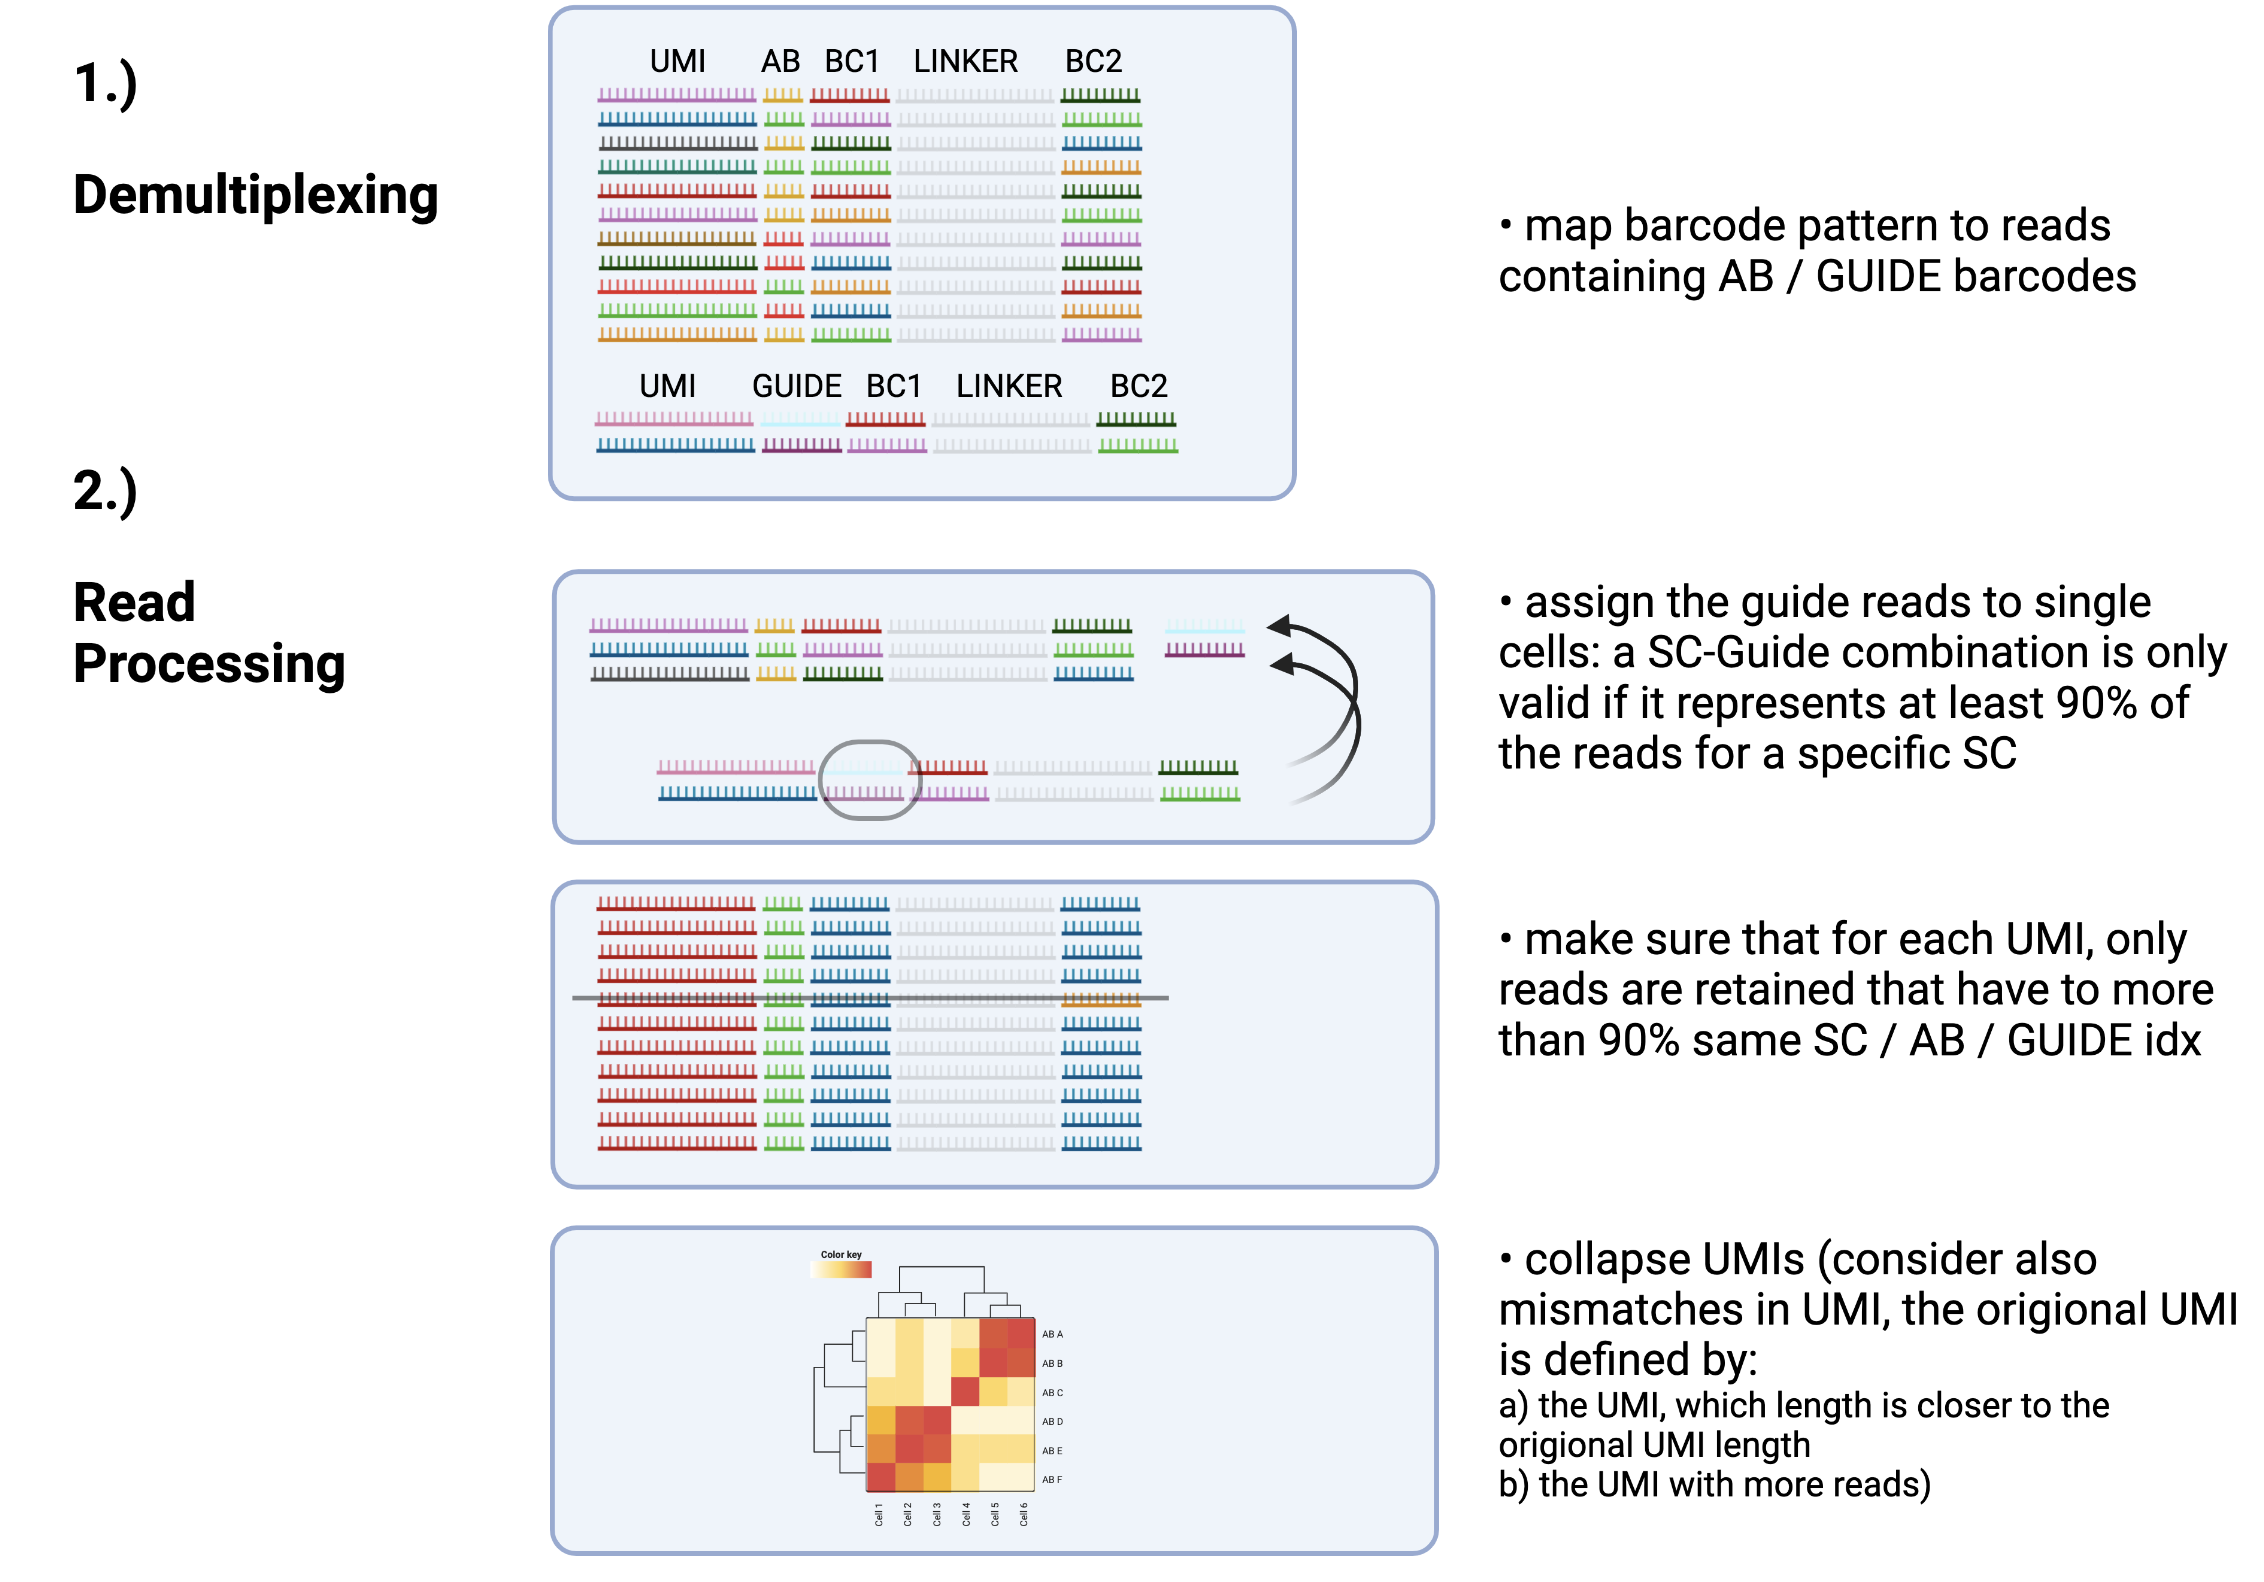 1.)
Demultiplexing
UMI AB BC1 LINKER BC2
UMI GUIDE BC1 LINKER BC2
• map barcode pattern to reads
containing AB / GUIDE barcodes
2.)
Read
Processing
• assign the guide reads to single
cells: a SC-Guide combination is only
valid if it represents at least 90% of
the reads for a specific SC
• make sure that for each UMI, only
reads are retained that have to more
than 90% same SC / AB / GUIDE idx
Color key
AB A
AB B
AB C
AB D
AB E
AB F
Cell 1
Cell 2
Cell 3
Cell 4
Cell 5
Cell 6
• collapse UMIs (consider also
mismatches in UMI, the origional UMI
is defined by:
a) the UMI, which length is closer to the
origional UMI length
b) the UMI with more reads)